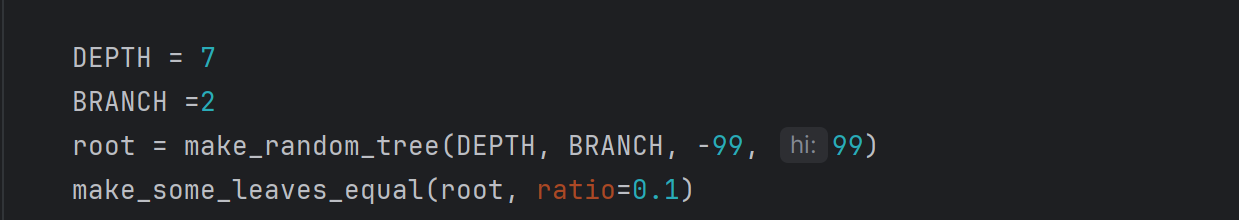 DEPTH = 7
BRANCH =2
root = make_random_tree(DEPTH, BRANCH, -99, hi: 99)
make_some_leaves_equal(root, ratio=0.1)